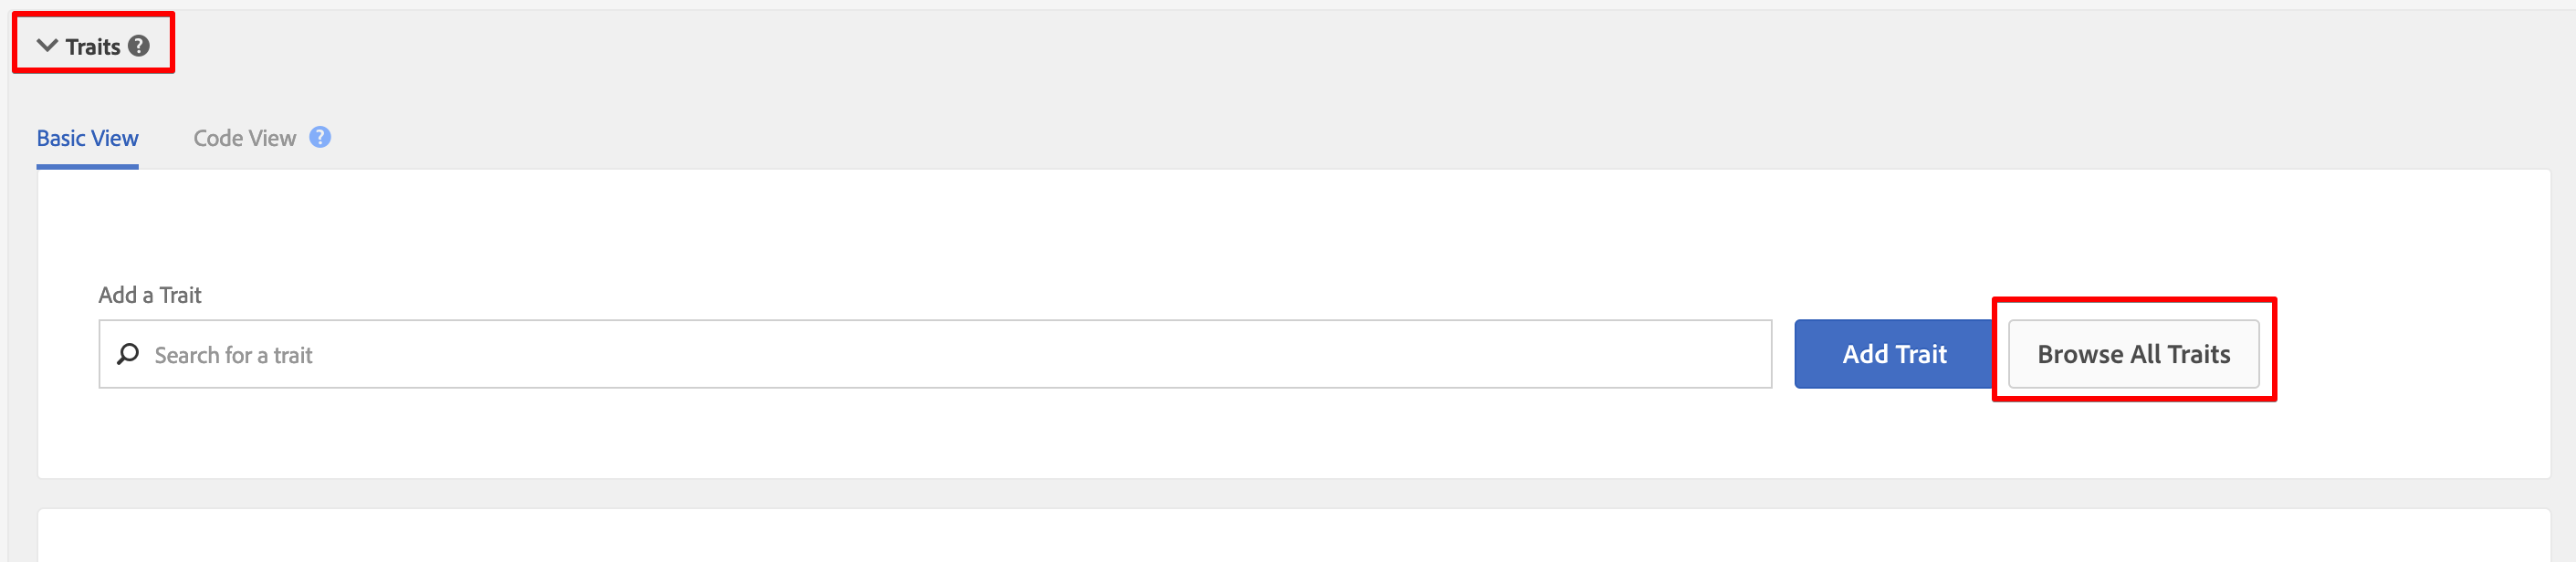 Traits ?
Basic View Code View ?
Add a Trait
Search for a trait Add Trait Browse All Traits